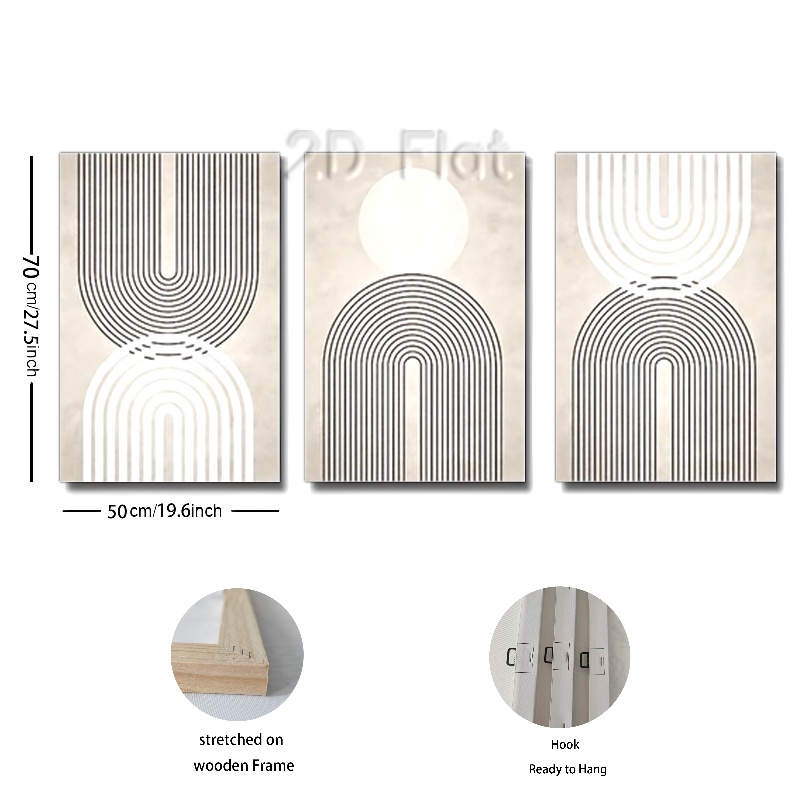 2D Flat
70 cm/27.5inch
50cm/19.6inch
stretched on
wooden Frame
Hook
Ready to Hang